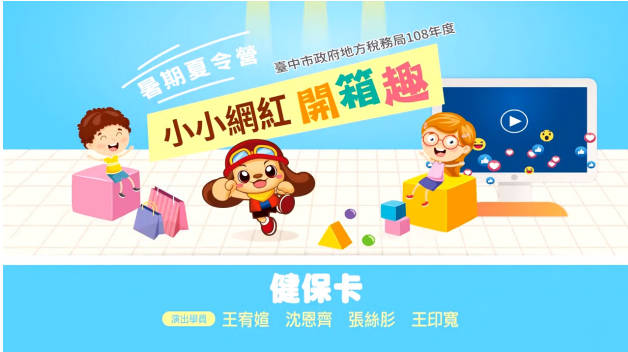 臺中市政府地方稅務局108年度
暑期夏令營
小小網紅開箱趣
健保卡
演出學員 王宥媗 沈恩齊 張絲肜 王印寬